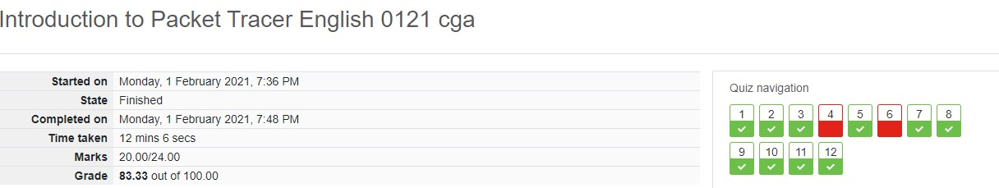 Introduction to Packet Tracer English 0121 cga
Started on Monday, 1 February 2021, 7:36 PM
State Finished
Completed on Monday, 1 February 2021, 7:48 PM
Time taken 12 mins 6 secs
Marks 20.00/24.00
Grade 83.33 out of 100.00
Quiz navigation
1 2 3 4 5 6 7 8
9 10 11 12